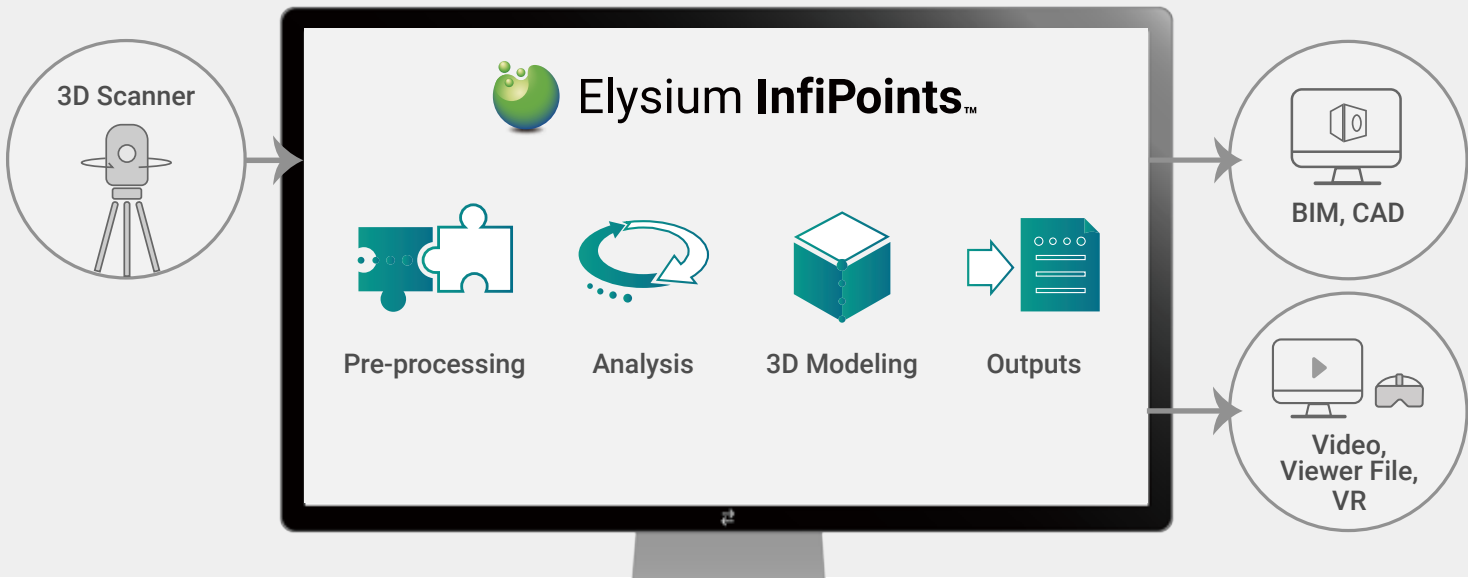 3D Scanner
Elysium InfiPoints™
Pre-processing
Analysis
3D Modeling
Outputs
BIM, CAD
Video,
Viewer File,
VR